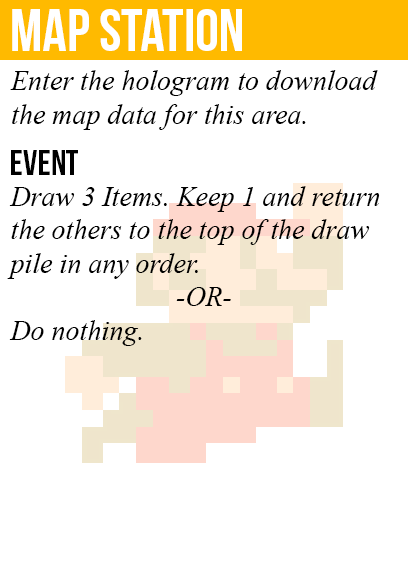 MAP STATION
Enter the hologram to download
the map data for this area.
EVENT
Draw 3 Items. Keep 1 and return
the others to the top of the draw
pile in any order.
-OR-
Do nothing.